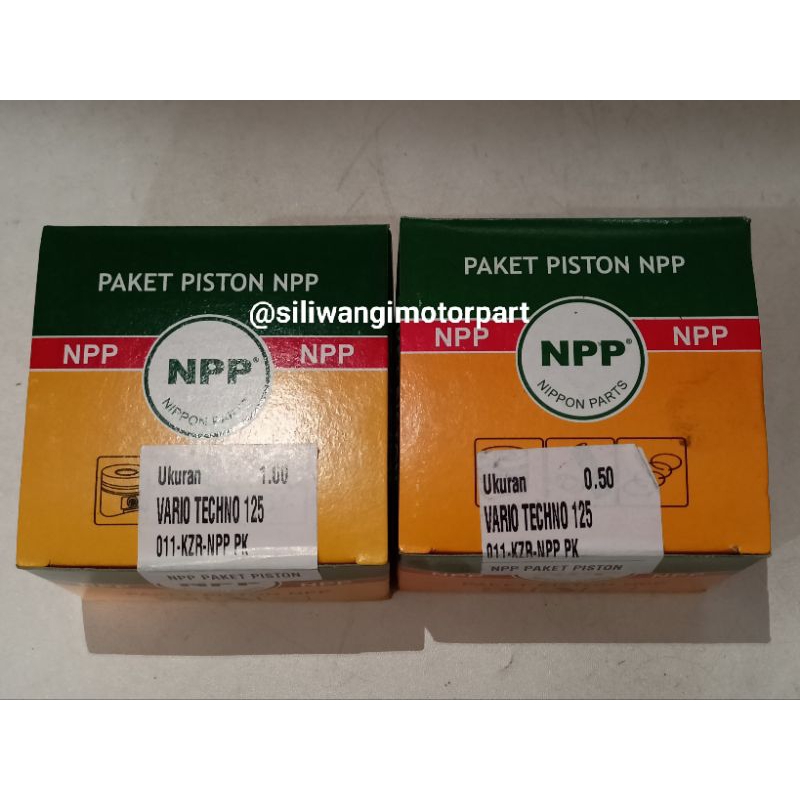 PAKET PISTON NPP
@siliwangimotorpart
NPP
NPP®
NPP
NIPPON PARTS
Ukuran 1.00
VARIO TECHNO 125
011-KZR-NPP PK
NPP PAKET PISTON
PAKET PISTON NPP
NPP
NPP®
NPP
NIPPON PARTS
Ukuran 0.50
VARIO TECHNO 125
011-KZR-NPP PK
NPP PAKET PISTON